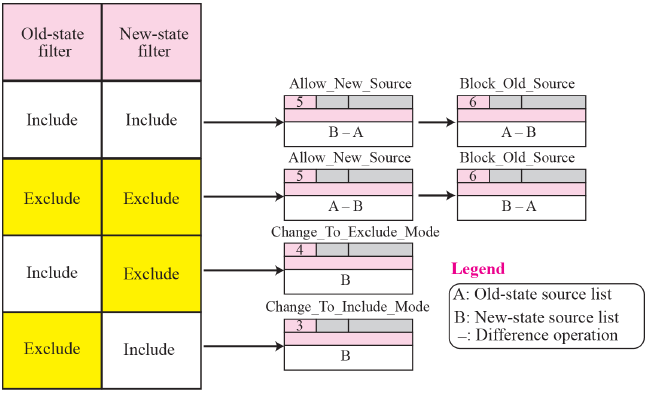 Old-state filter
New-state filter
Include
Include
Allow_New_Source
5
B – A
Block_Old_Source
6
A – B
Exclude
Exclude
Allow_New_Source
5
A – B
Block_Old_Source
6
B – A
Include
Exclude
Change_To_Exclude_Mode
4
B
Exclude
Include
Change_To_Include_Mode
3
B
Legend
A: Old-state source list
B: New-state source list
–: Difference operation